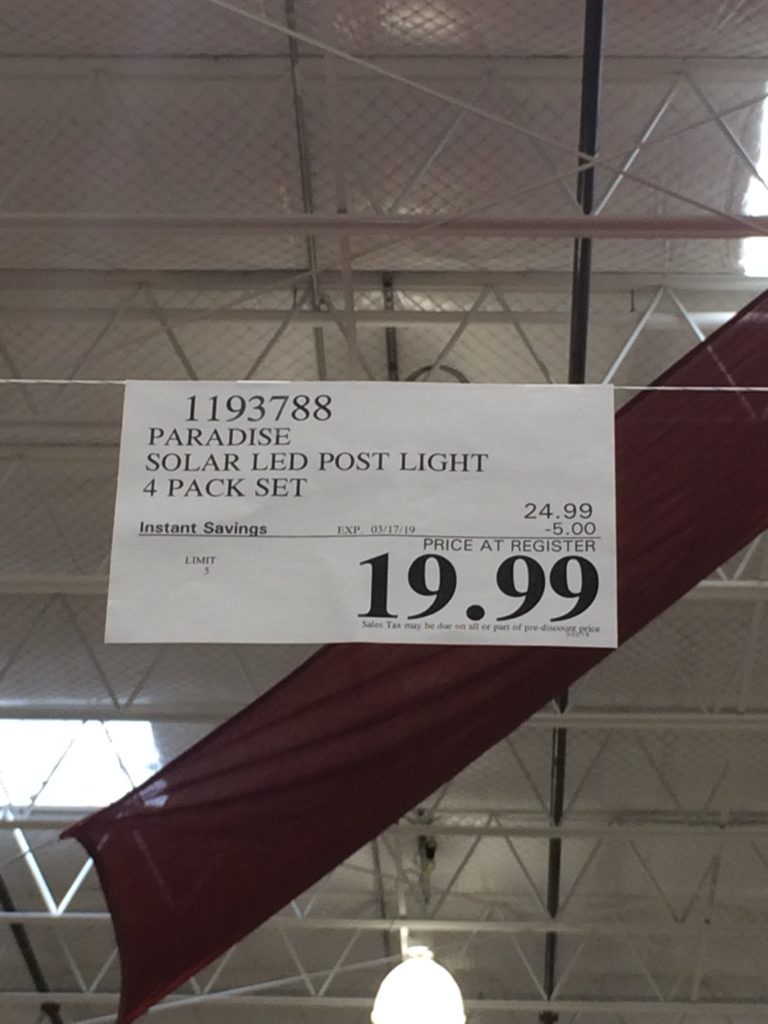 1193788
PARADISE
SOLAR LED POST LIGHT
4 PACK SET
24.99
Instant Savings EXP. 03/17/19 -5.00
PRICE AT REGISTER
LIMIT
5
19.99
Sales Tax may be due on all or part of pre-discount price